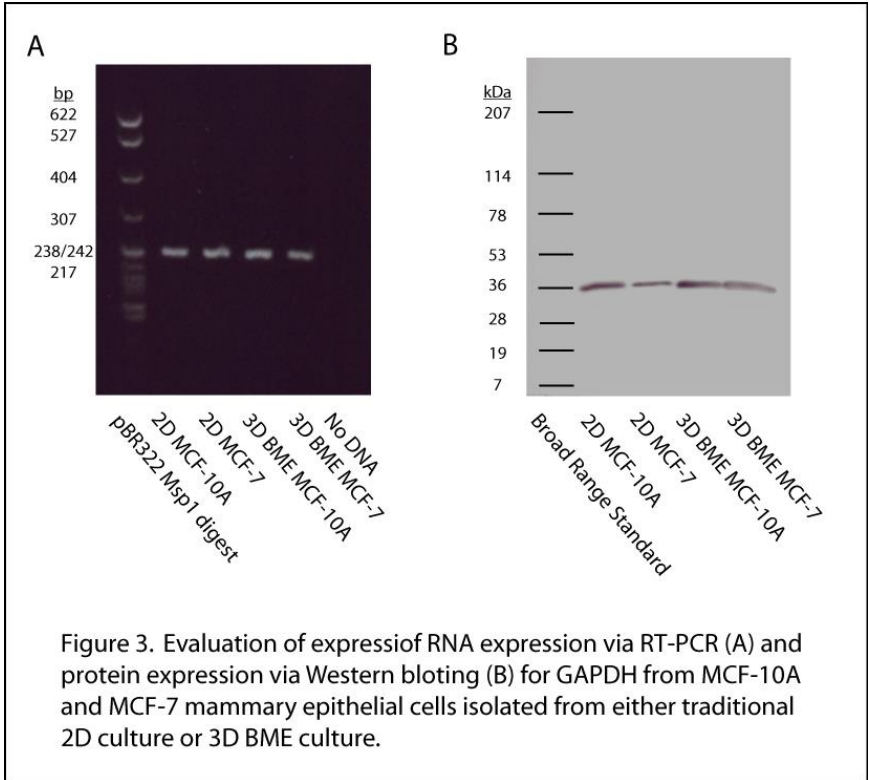 A
bp
622
527
404
307
238/242
217
pBR322 Msp1 digest
2D MCF-10A
2D MCF-7
3D BME MCF-10A
3D BME MCF-7
No DNA
B
kDa
207
114
78
53
36
28
19
7
Broad Range Standard
2D MCF-10A
2D MCF-7
3D BME MCF-10A
3D BME MCF-7
Figure 3. Evaluation of expressiof RNA expression via RT-PCR (A) and
protein expression via Western bloting (B) for GAPDH from MCF-10A
and MCF-7 mammary epithelial cells isolated from either traditional
2D culture or 3D BME culture.